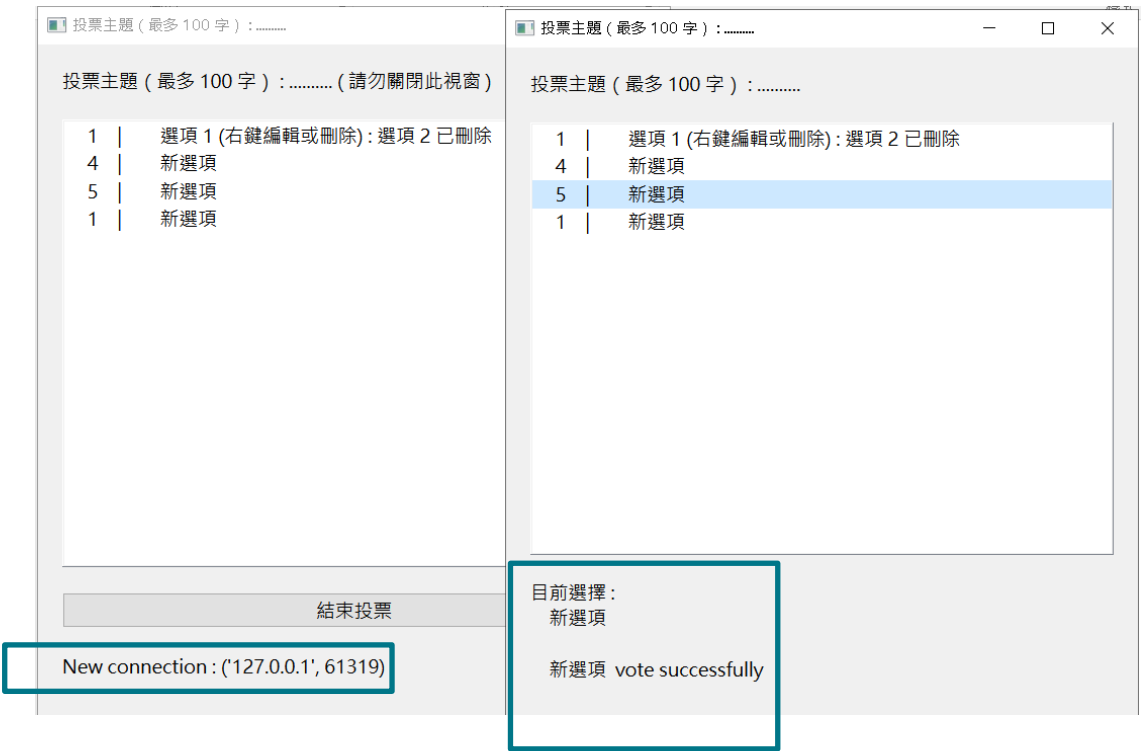 投票主題 ( 最多 100 字 ) : ..........
投票主題 ( 最多 100 字 ) : .......... ( 請勿關閉此視窗 )
1 | 選項 1 (右鍵編輯或刪除) : 選項 2 已刪除
4 | 新選項
5 | 新選項
1 | 新選項
結束投票
New connection : ('127.0.0.1', 61319)
投票主題 ( 最多 100 字 ) : ..........
投票主題 ( 最多 100 字 ) : ..........
1 | 選項 1 (右鍵編輯或刪除) : 選項 2 已刪除
4 | 新選項
5 | 新選項
1 | 新選項
目前選擇 :
新選項
新選項 vote successfully